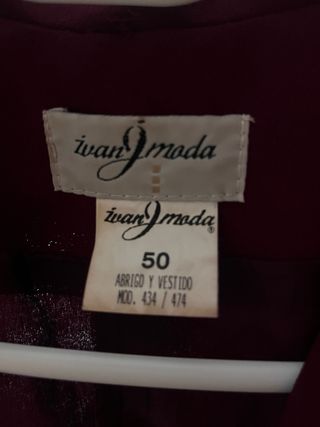 ivan J moda
ivan J moda®
50
ABRIGO Y VESTIDO
MOD. 434 / 474